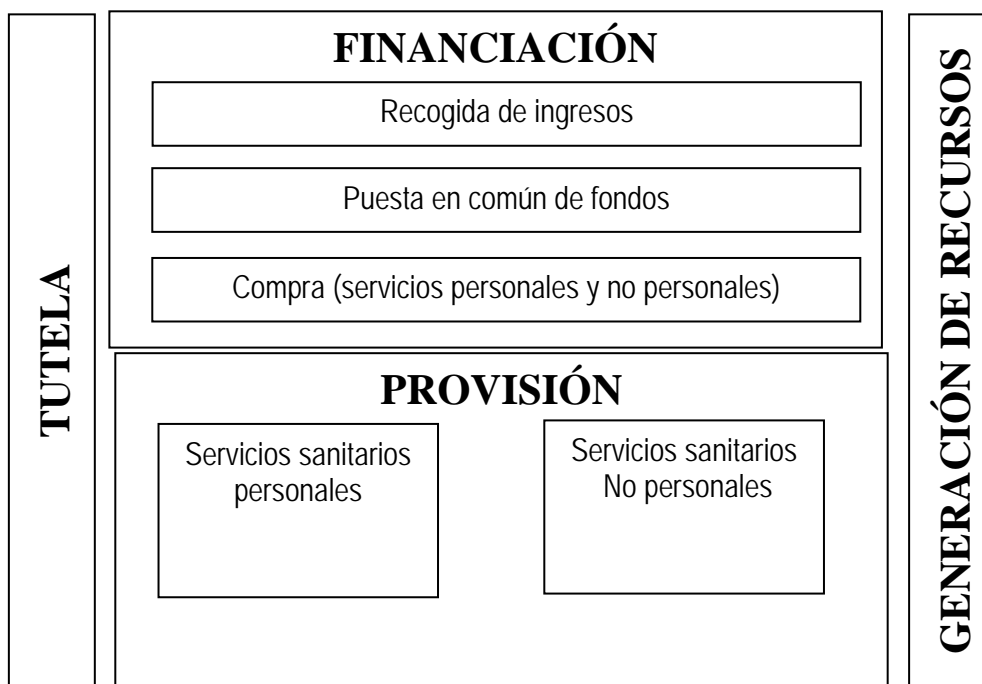 TUTELA
FINANCIACIÓN
Recogida de ingresos
Puesta en común de fondos
Compra (servicios personales y no personales)
PROVISIÓN
Servicios sanitarios
personales
Servicios sanitarios
No personales
GENERACIÓN DE RECURSOS